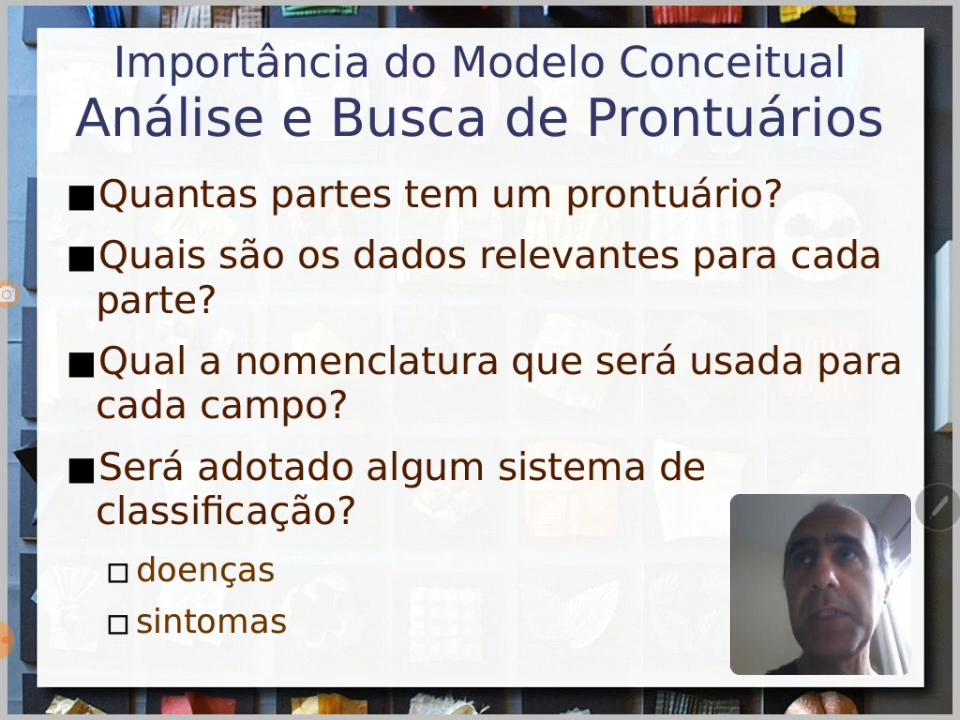 Importância do Modelo Conceitual
Análise e Busca de Prontuários
Quantas partes tem um prontuário?
Quais são os dados relevantes para cada
parte?
Qual a nomenclatura que será usada para
cada campo?
Será adotado algum sistema de
classificação?
doenças
sintomas